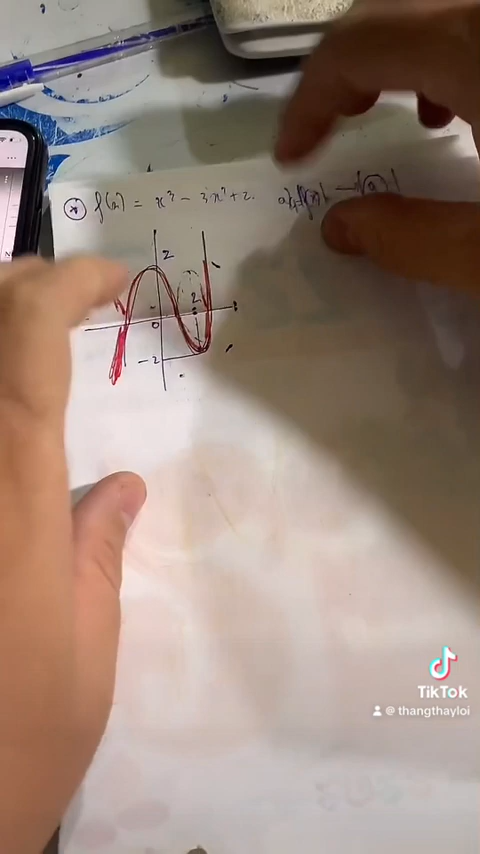 f(x) = x³ - 3x² + 2.
2
2
0
-2
TikTok
@ thangthayloi